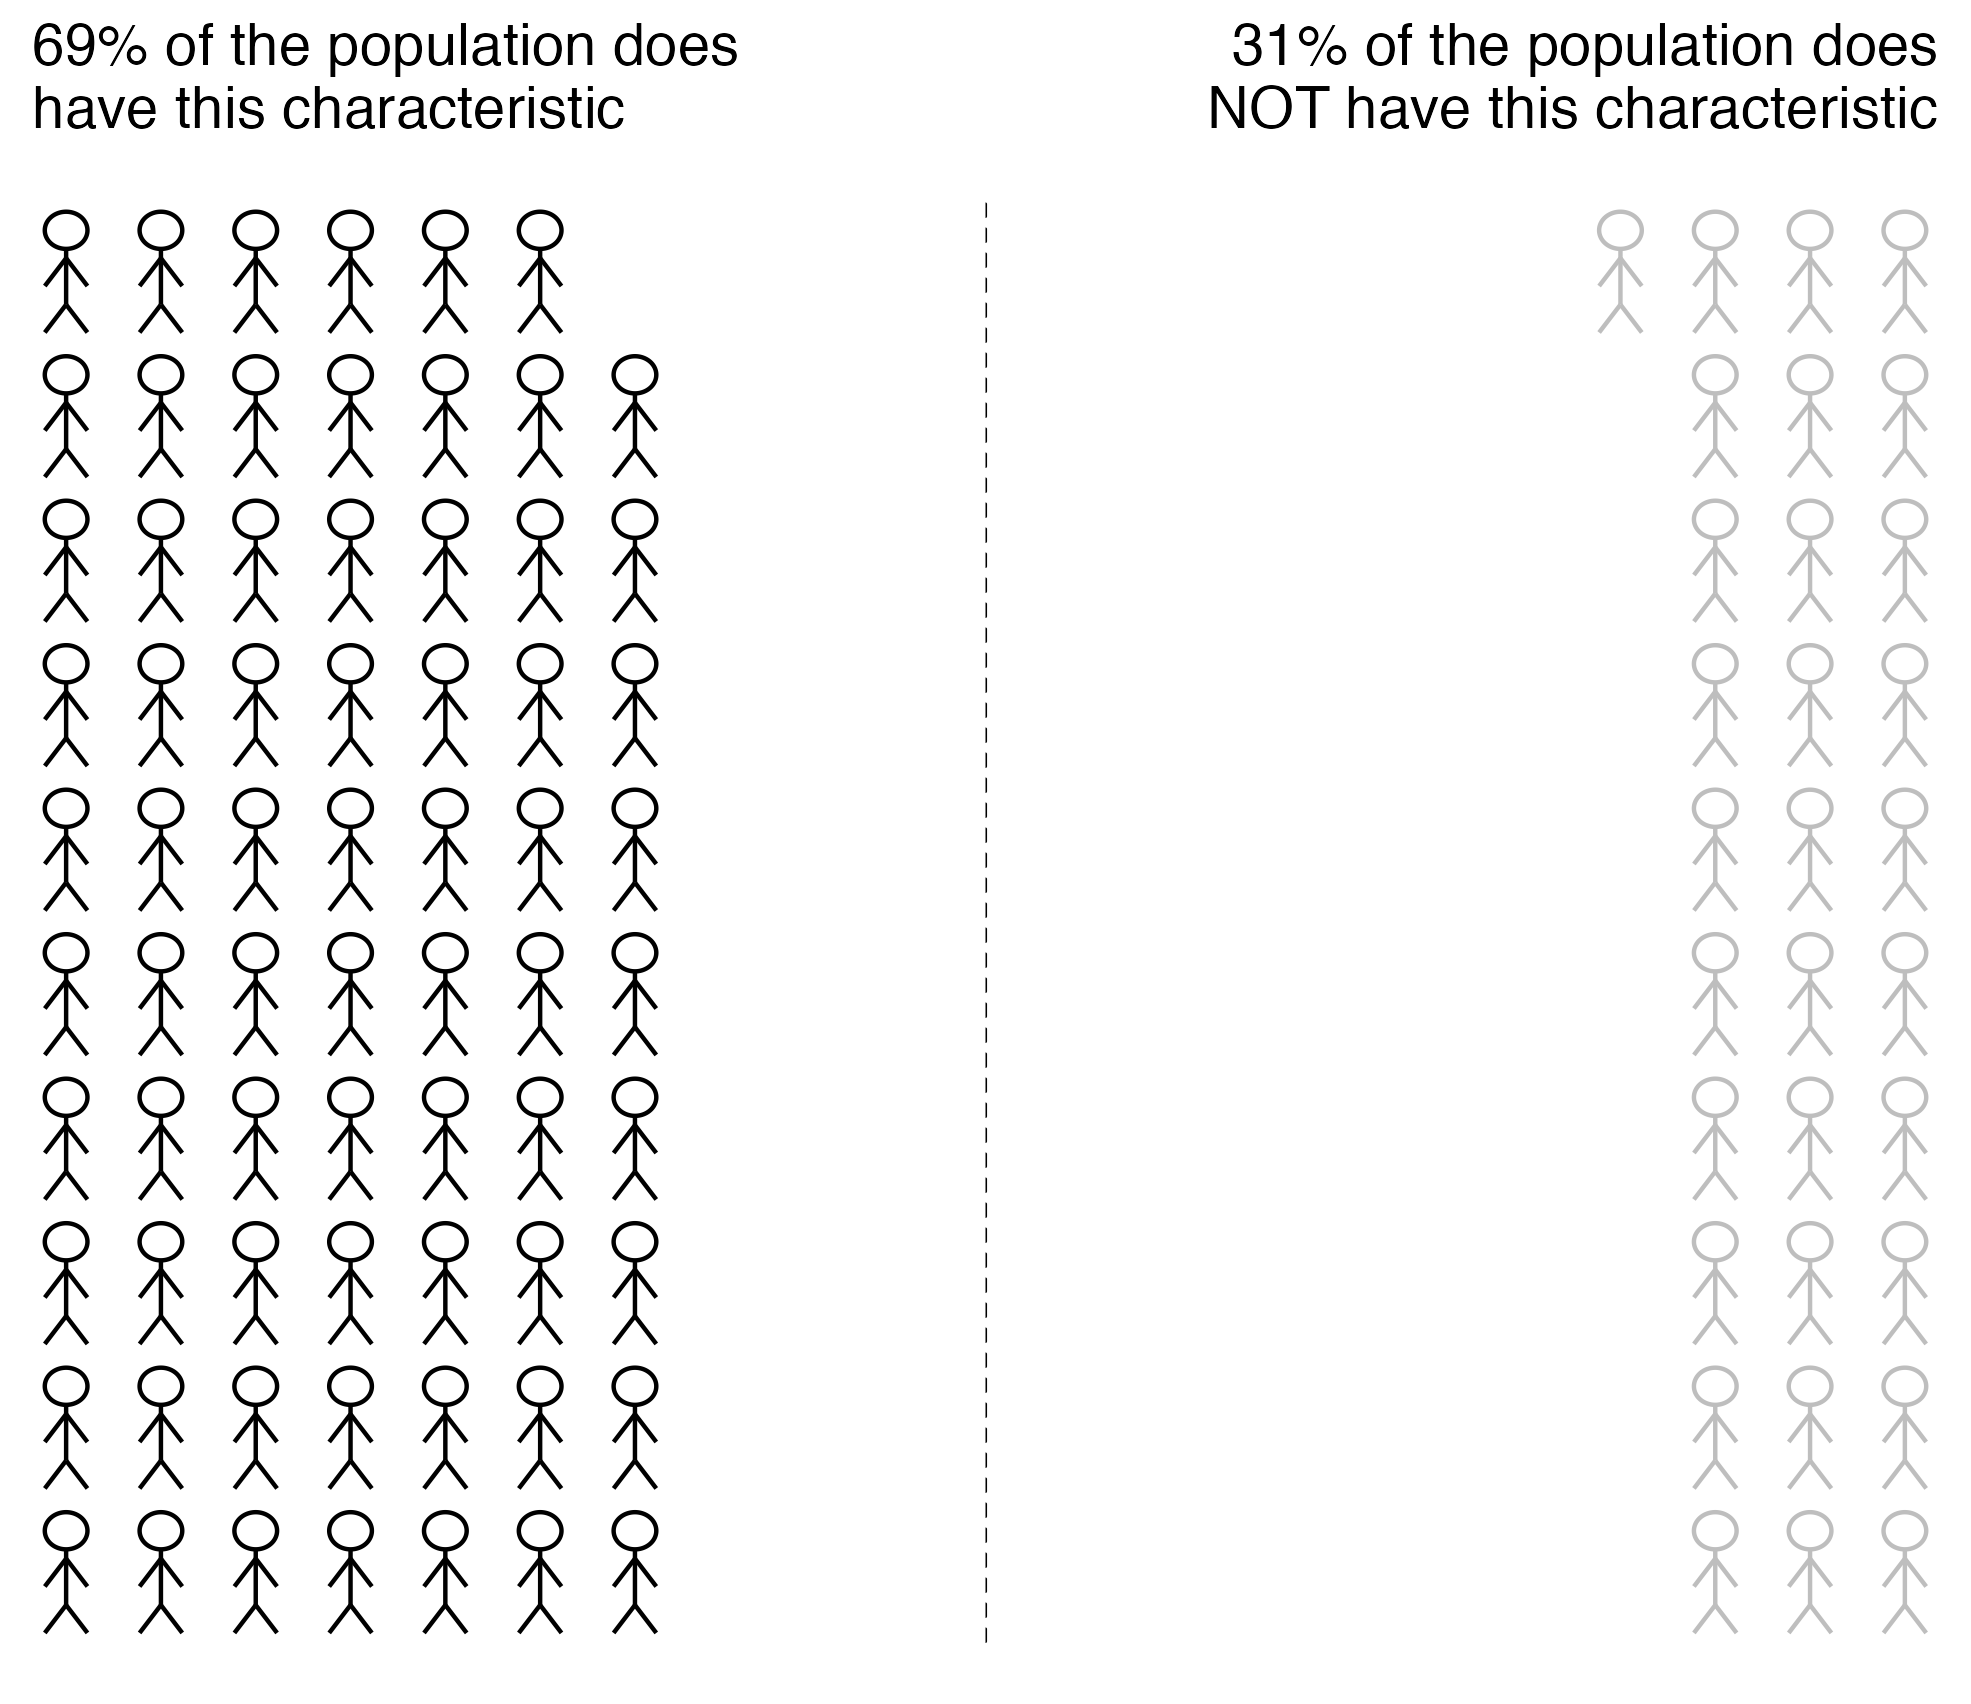 69% of the population does
have this characteristic
31% of the population does
NOT have this characteristic